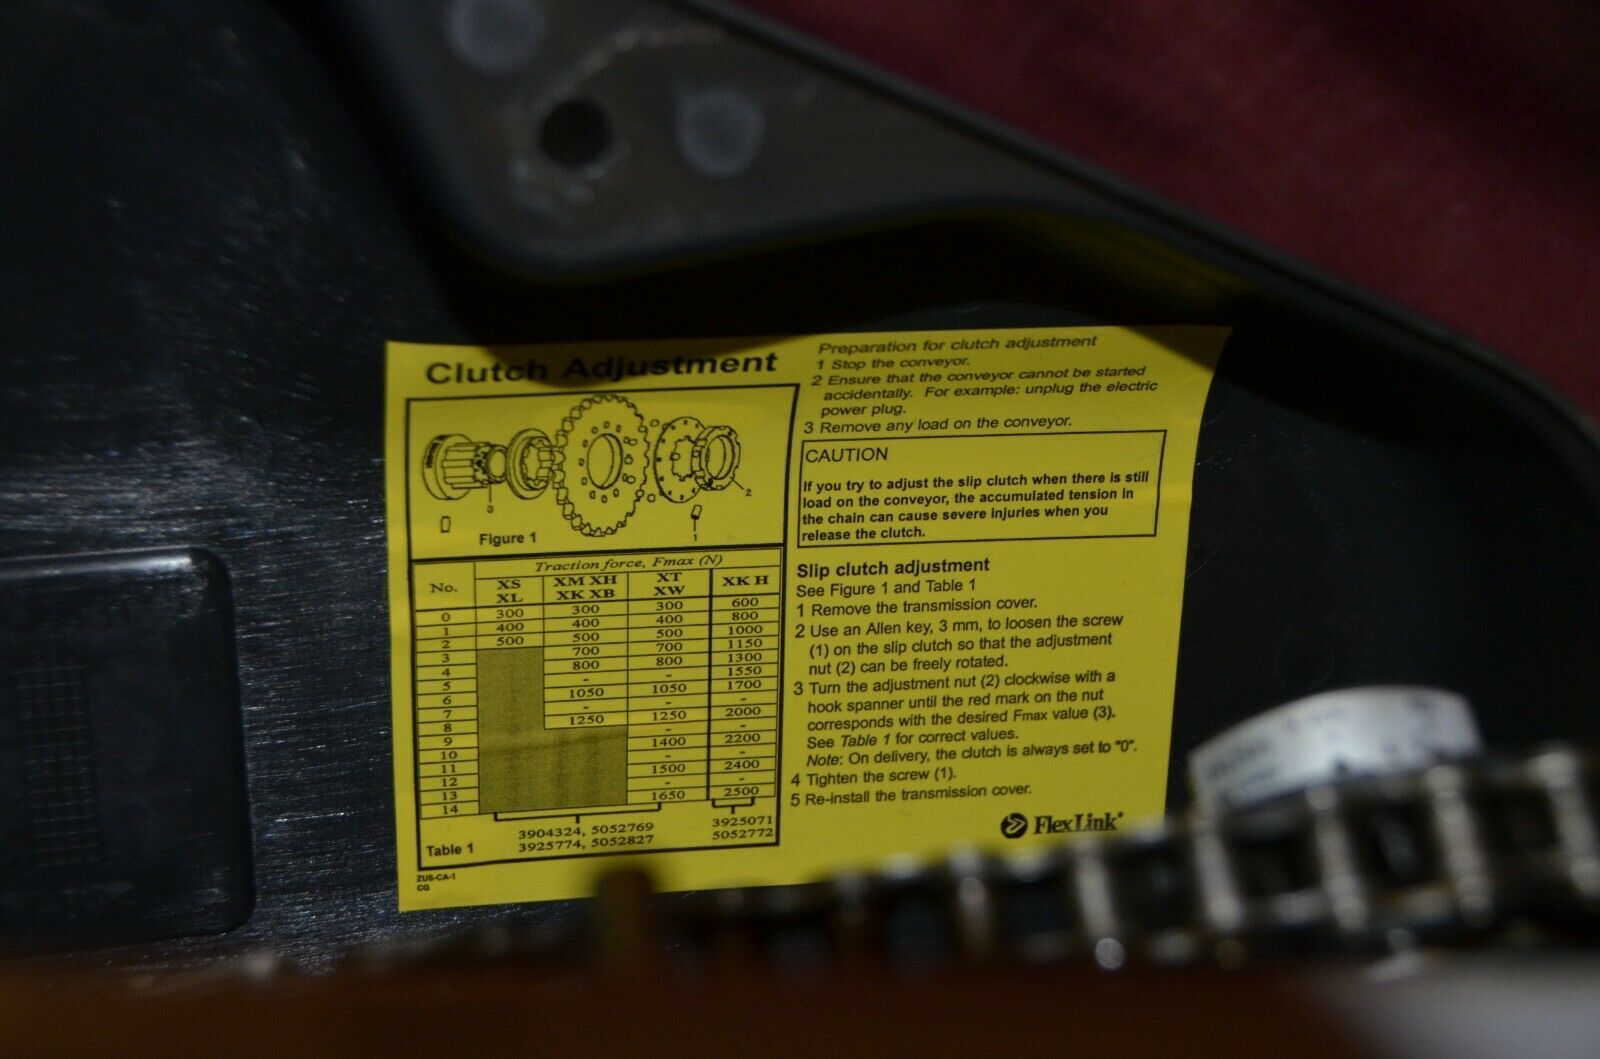 Clutch Adjustment
3
2
1
Figure 1
Traction force, Fmax (N)
No. XS XL XM XH XK XB XT XW XK H
0 300 300 300 600
1 400 400 400 800
2 500 500 500 1000
3 700 700 1150
4 800 800 1300
5 - - 1550
6 1050 1050 1700
7 - - -
8 1250 1250 2000
9 - -
10 1400 2200
11 - -
12 1500 2400
13 - -
14 1650 2500
3904324, 5052769 3925071
3925774, 5052827 5052772
Table 1
ZUS-CA-1
CG
Preparation for clutch adjustment
1 Stop the conveyor.
2 Ensure that the conveyor cannot be started
accidentally. For example: unplug the electric
power plug.
3 Remove any load on the conveyor.
CAUTION
If you try to adjust the slip clutch when there is still
load on the conveyor, the accumulated tension in
the chain can cause severe injuries when you
release the clutch.
Slip clutch adjustment
See Figure 1 and Table 1
1 Remove the transmission cover.
2 Use an Allen key, 3 mm, to loosen the screw
(1) on the slip clutch so that the adjustment
nut (2) can be freely rotated.
3 Turn the adjustment nut (2) clockwise with a
hook spanner until the red mark on the nut
corresponds with the desired Fmax value (3).
See Table 1 for correct values.
Note: On delivery, the clutch is always set to "0".
4 Tighten the screw (1).
5 Re-install the transmission cover.
FlexLink®